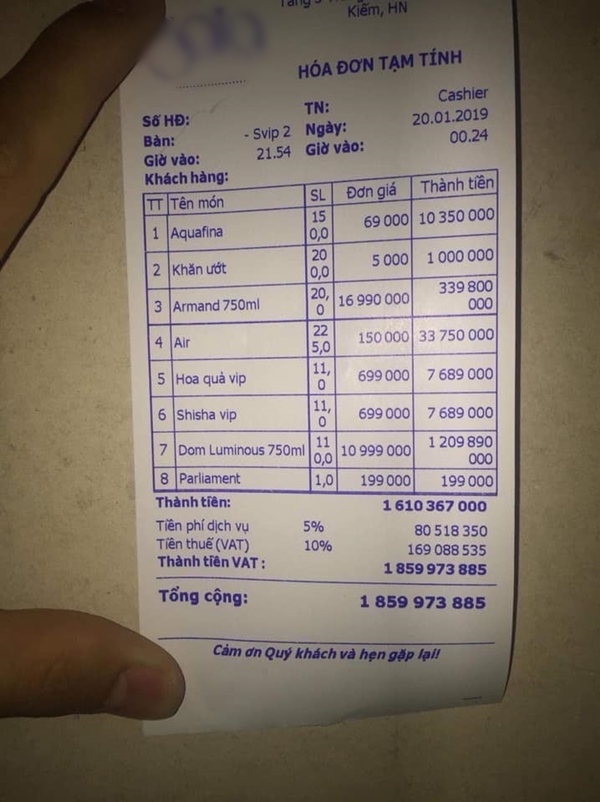 Kiếm, HN
HÓA ĐƠN TẠM TÍNH
Số HĐ: TN: Cashier
Bàn: - Svip 2 Ngày: 20.01.2019
Giờ vào: 21.54 Giờ vào: 00.24
Khách hàng:
TT Tên món SL Đơn giá Thành tiền
1 Aquafina 150,0 69 000 10 350 000
2 Khăn ướt 200,0 5 000 1 000 000
3 Armand 750ml 20,0 16 990 000 339 800 000
4 Air 225,0 150 000 33 750 000
5 Hoa quả vip 11,0 699 000 7 689 000
6 Shisha vip 11,0 699 000 7 689 000
7 Dom Luminous 750ml 110,0 10 999 000 1 209 890 000
8 Parliament 1,0 199 000 199 000
Thành tiền: 1 610 367 000
Tiền phí dịch vụ 5% 80 518 350
Tiền thuế (VAT) 10% 169 088 535
Thành tiền VAT : 1 859 973 885
Tổng cộng: 1 859 973 885
Cảm ơn Quý khách và hẹn gặp lại!